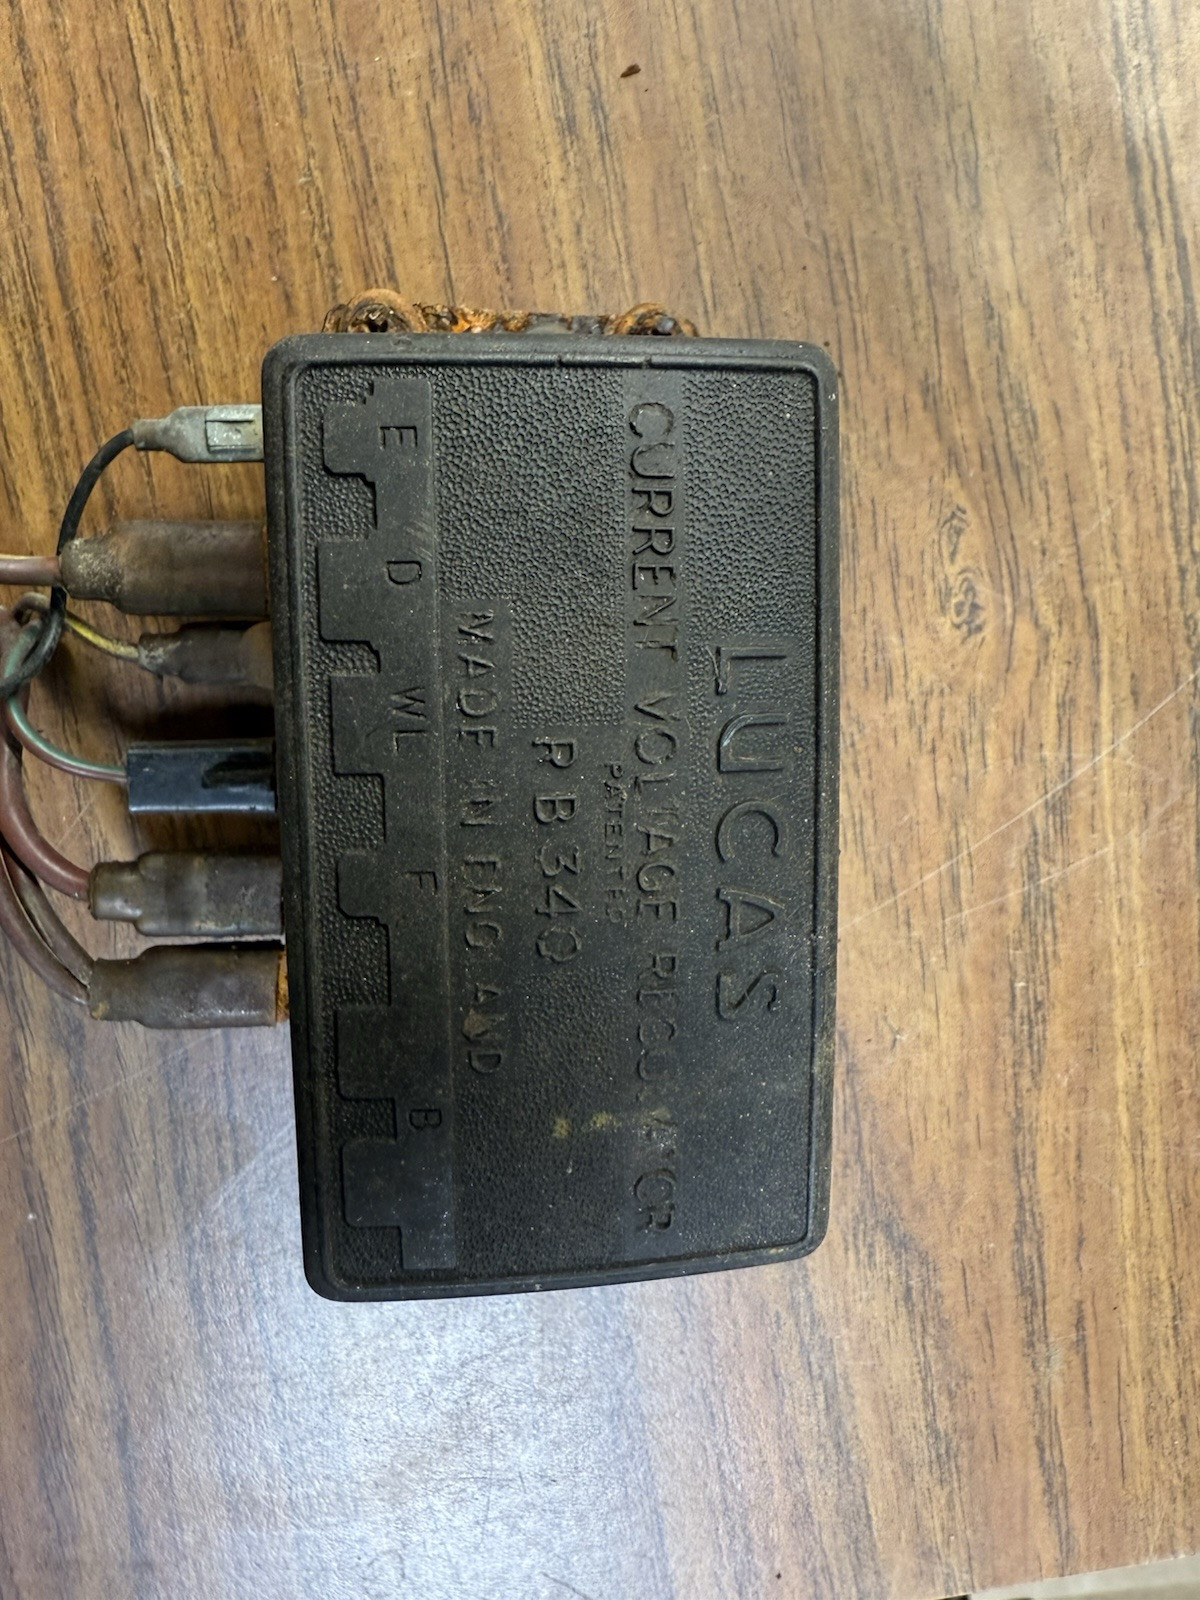 LUCAS
CURRENT VOLTAGE REGULATOR
PATENTED
RB340
MADE IN ENGLAND
E D WL F B